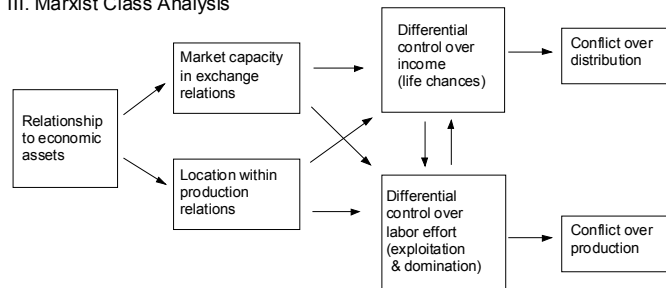 III. Marxist Class Analysis
Relationship
to economic
assets
Market capacity
in exchange
relations
Location within
production
relations
Differential
control over
income
(life chances)
Differential
control over
labor effort
(exploitation
& domination)
Conflict over
distribution
Conflict over
production